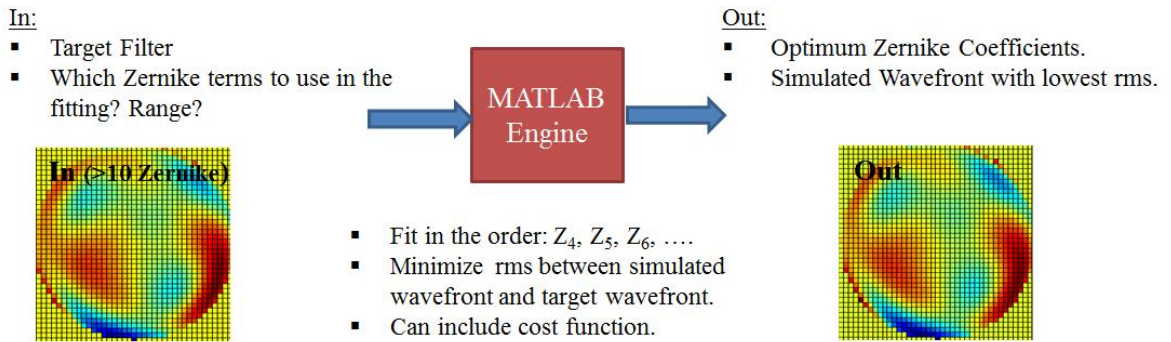 In:
▪ Target Filter
▪ Which Zernike terms to use in the
fitting? Range?
In (>10 Zernike)
MATLAB
Engine
▪ Fit in the order: Z₄, Z₅, Z₆, ….
▪ Minimize rms between simulated
wavefront and target wavefront.
▪ Can include cost function.
Out:
▪ Optimum Zernike Coefficients.
▪ Simulated Wavefront with lowest rms.
Out